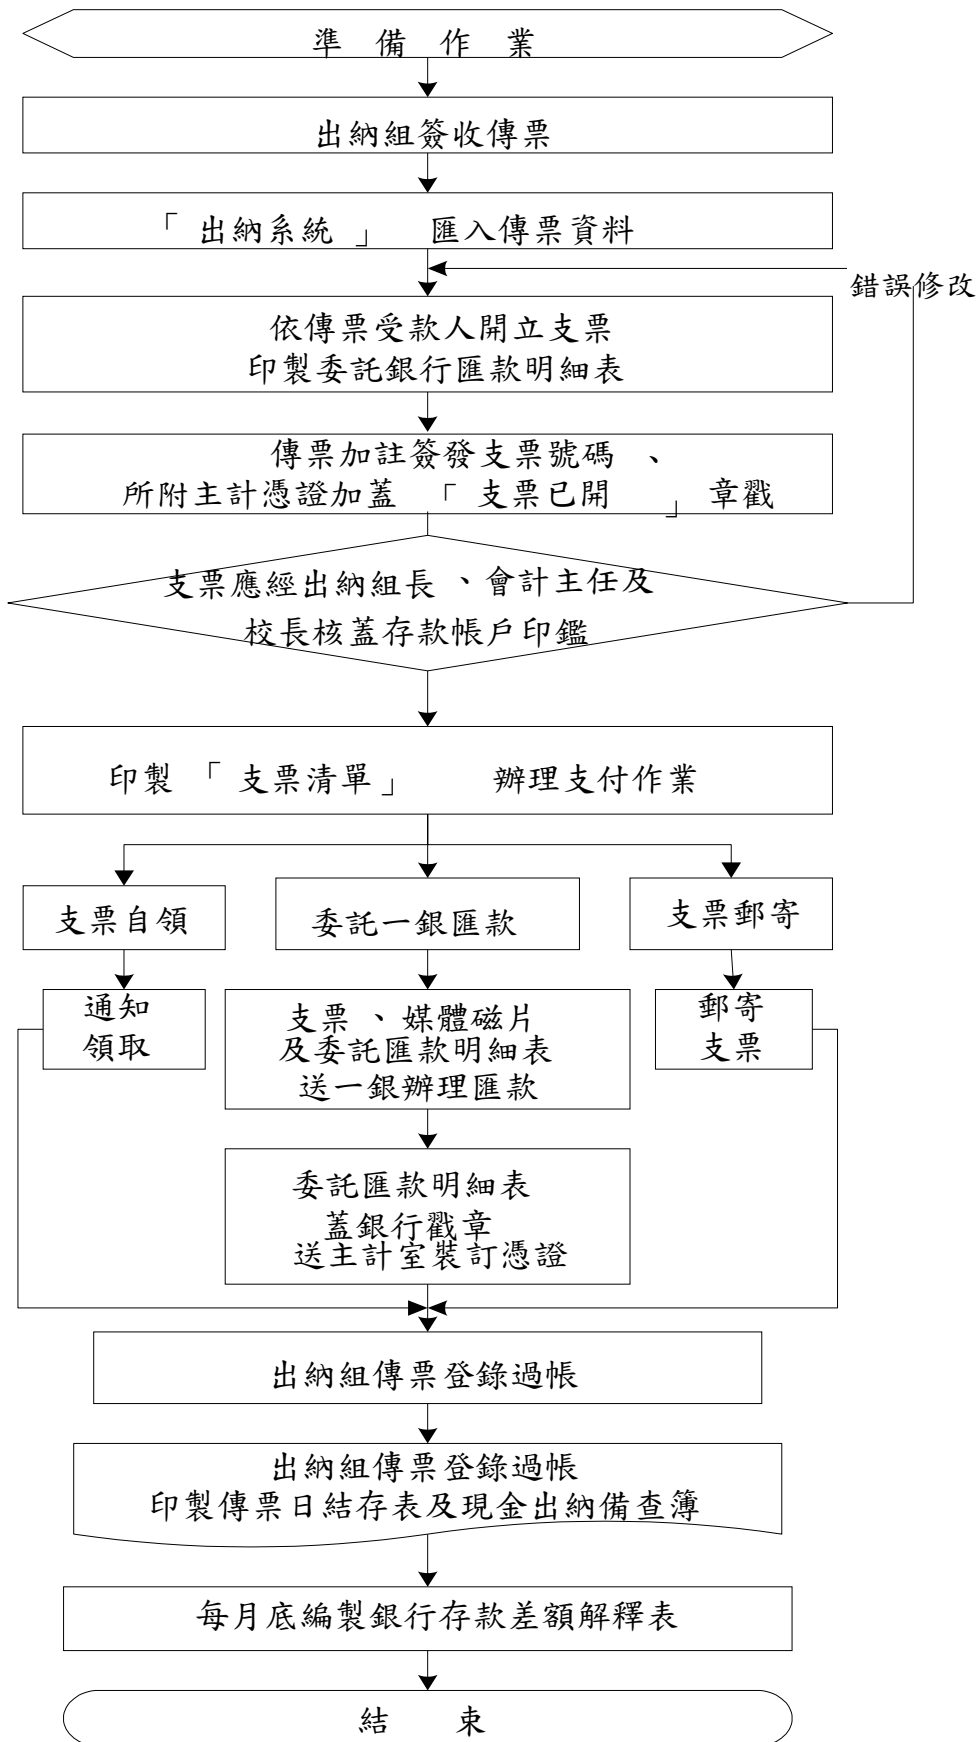 準 備 作 業
出納組簽收傳票
「 出納系統 」 匯入傳票資料
錯誤修改
依傳票受款人開立支票
印製委託銀行匯款明細表
傳票加註簽發支票號碼 、
所附主計憑證加蓋 「 支票已開 」 章戳
支票應經出納組長 、會計主任及
校長核蓋存款帳戶印鑑
印製 「 支票清單 」 辦理支付作業
支票自領
委託一銀匯款
支票郵寄
通知
領取
支票 、媒體磁片
及委託匯款明細表
送一銀辦理匯款
郵寄
支票
委託匯款明細表
蓋銀行戳章
送主計室裝訂憑證
出納組傳票登錄過帳
出納組傳票登錄過帳
印製傳票日結存表及現金出納備查簿
每月底編製銀行存款差額解釋表
結 束